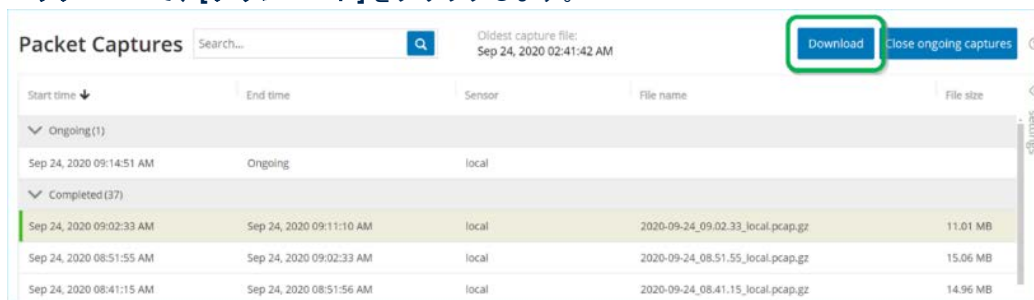 Packet Captures Search... Oldest capture file: Download Close ongoing captures
Sep 24, 2020 02:41:42 AM
Start time End time Sensor File name File size
Ongoing (1)
Sep 24, 2020 09:14:51 AM Ongoing local
Completed (37)
Sep 24, 2020 09:02:33 AM Sep 24, 2020 09:11:10 AM local 2020-09-24_09.02.33_local.pcap.gz 11.01 MB
Sep 24, 2020 08:51:55 AM Sep 24, 2020 09:02:33 AM local 2020-09-24_08.51.55_local.pcap.gz 15.06 MB
Sep 24, 2020 08:41:15 AM Sep 24, 2020 08:51:56 AM local 2020-09-24_08.41.15_local.pcap.gz 14.96 MB